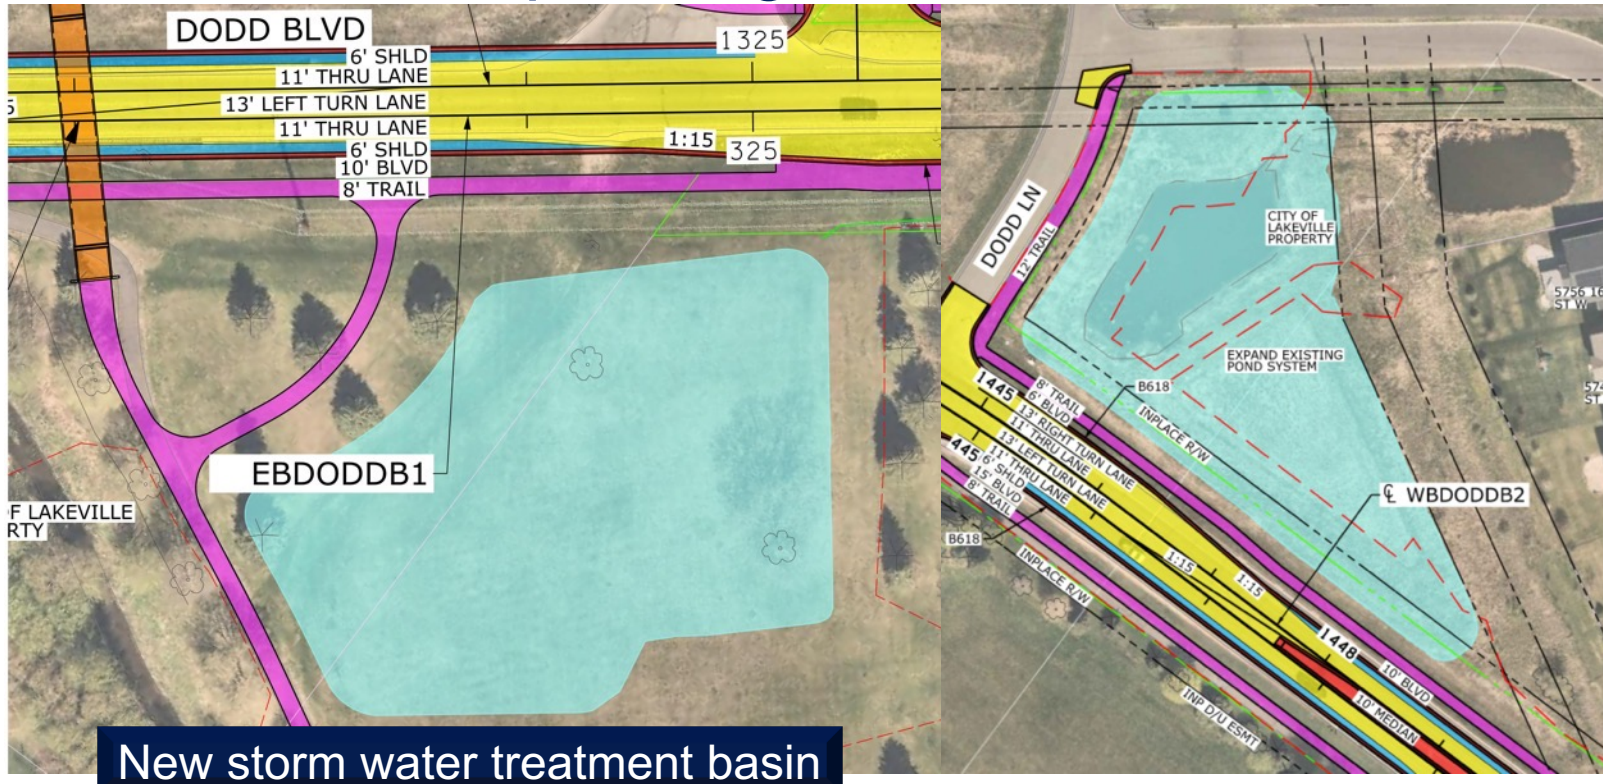 DODD BLVD
6' SHLD
11' THRU LANE
13' LEFT TURN LANE
11' THRU LANE
6' SHLD
10' BLVD
8' TRAIL
1325
1:15
325
5
EBDODDB1
OF LAKEVILLE
RTY
New storm water treatment basin
DODD LN
12' TRAIL
CITY OF
LAKEVILLE
PROPERTY
EXPAND EXISTING
POND SYSTEM
5756 16
ST W
574
ST
B618
INPLACE R/W
1445
8' TRAIL
6' BLVD
13' RIGHT TURN LANE
11' THRU LANE
13' LEFT TURN LANE
11' THRU LANE
445
6' SHLD
15' BLVD
8' TRAIL
B618
INPLACE R/W
1:15
1:15
℄ WBDODDB2
1448
10' BLVD
10' MEDIAN
INP D/U ESMT